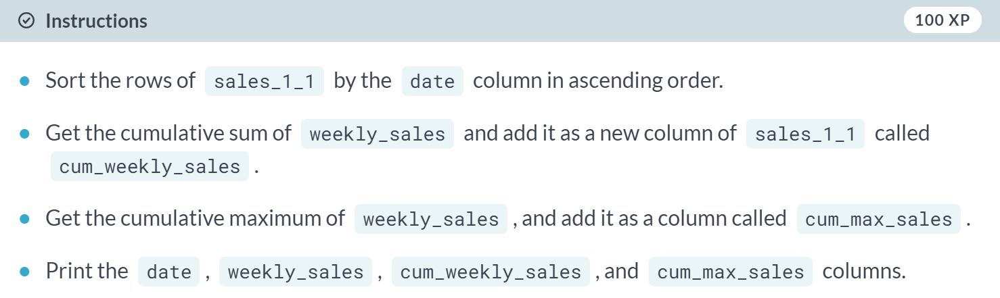 Instructions 100 XP
Sort the rows of sales_1_1 by the date column in ascending order.
Get the cumulative sum of weekly_sales and add it as a new column of sales_1_1 called
cum_weekly_sales .
Get the cumulative maximum of weekly_sales , and add it as a column called cum_max_sales .
Print the date , weekly_sales , cum_weekly_sales , and cum_max_sales columns.